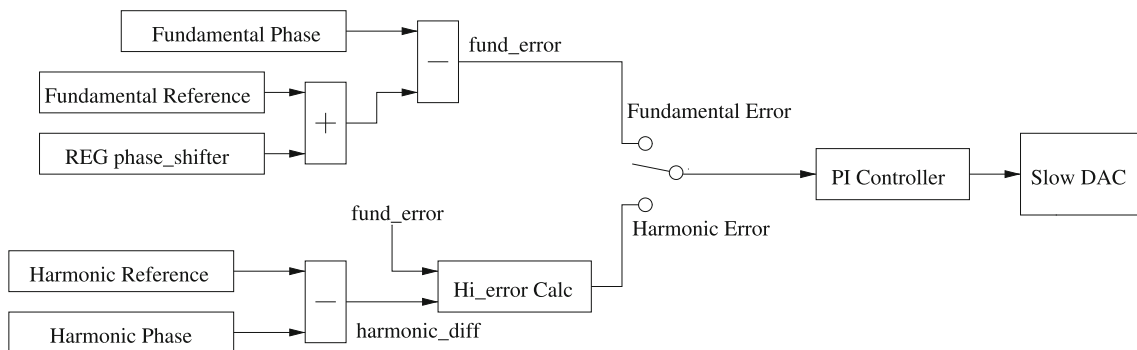 Fundamental Phase
fund_error
−
Fundamental Reference
+
REG phase_shifter
Fundamental Error
PI Controller
Slow DAC
fund_error
Harmonic Error
Harmonic Reference
−
Hi_error Calc
Harmonic Phase
harmonic_diff